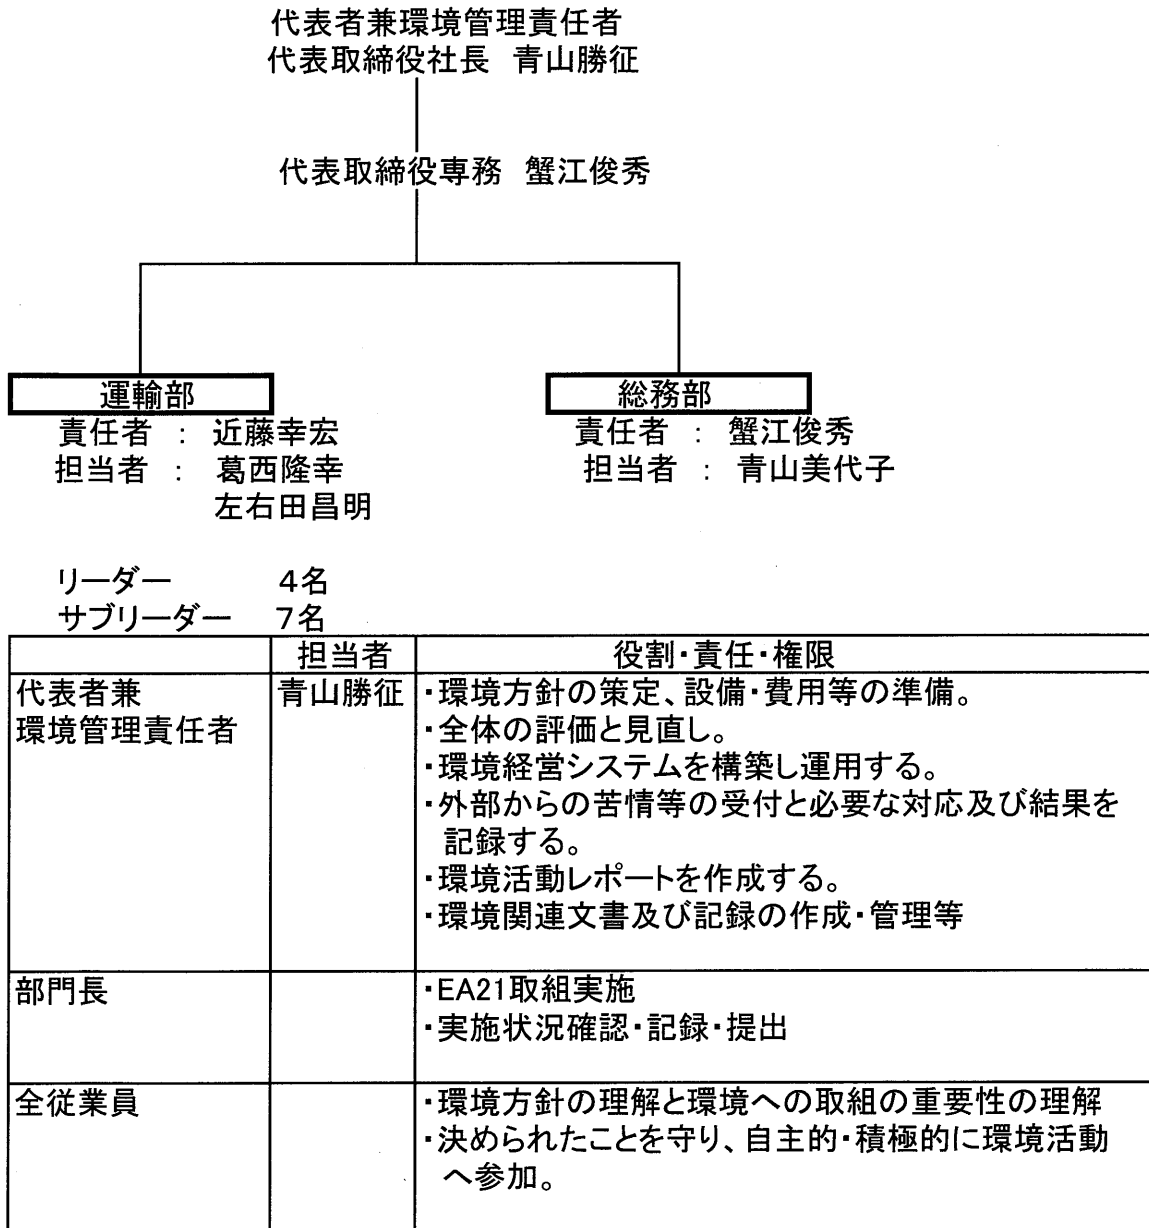 代表者兼環境管理責任者
代表取締役社長 青山勝征
代表取締役専務 蟹江俊秀
運輸部 総務部
責任者 : 近藤幸宏 責任者 : 蟹江俊秀
担当者 : 葛西隆幸 担当者 : 青山美代子
左右田昌明
リーダー 4名
サブリーダー 7名
担当者 役割・責任・権限
代表者兼 青山勝征 ・環境方針の策定、設備・費用等の準備。
環境管理責任者 ・全体の評価と見直し。
・環境経営システムを構築し運用する。
・外部からの苦情等の受付と必要な対応及び結果を
記録する。
・環境活動レポートを作成する。
・環境関連文書及び記録の作成・管理等
部門長 ・EA21取組実施
・実施状況確認・記録・提出
全従業員 ・環境方針の理解と環境への取組の重要性の理解
・決められたことを守り、自主的・積極的に環境活動
へ参加。